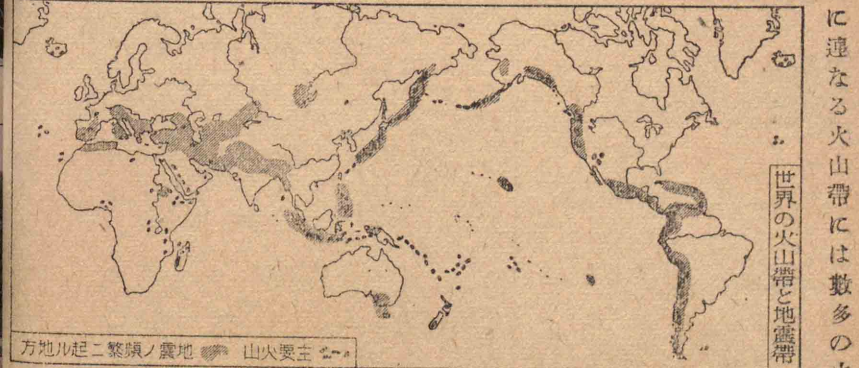 に連なる火山帶には數多の
世界の火山帶と地震帶
方地ル起ニ繁頻ノ震地 山火要主